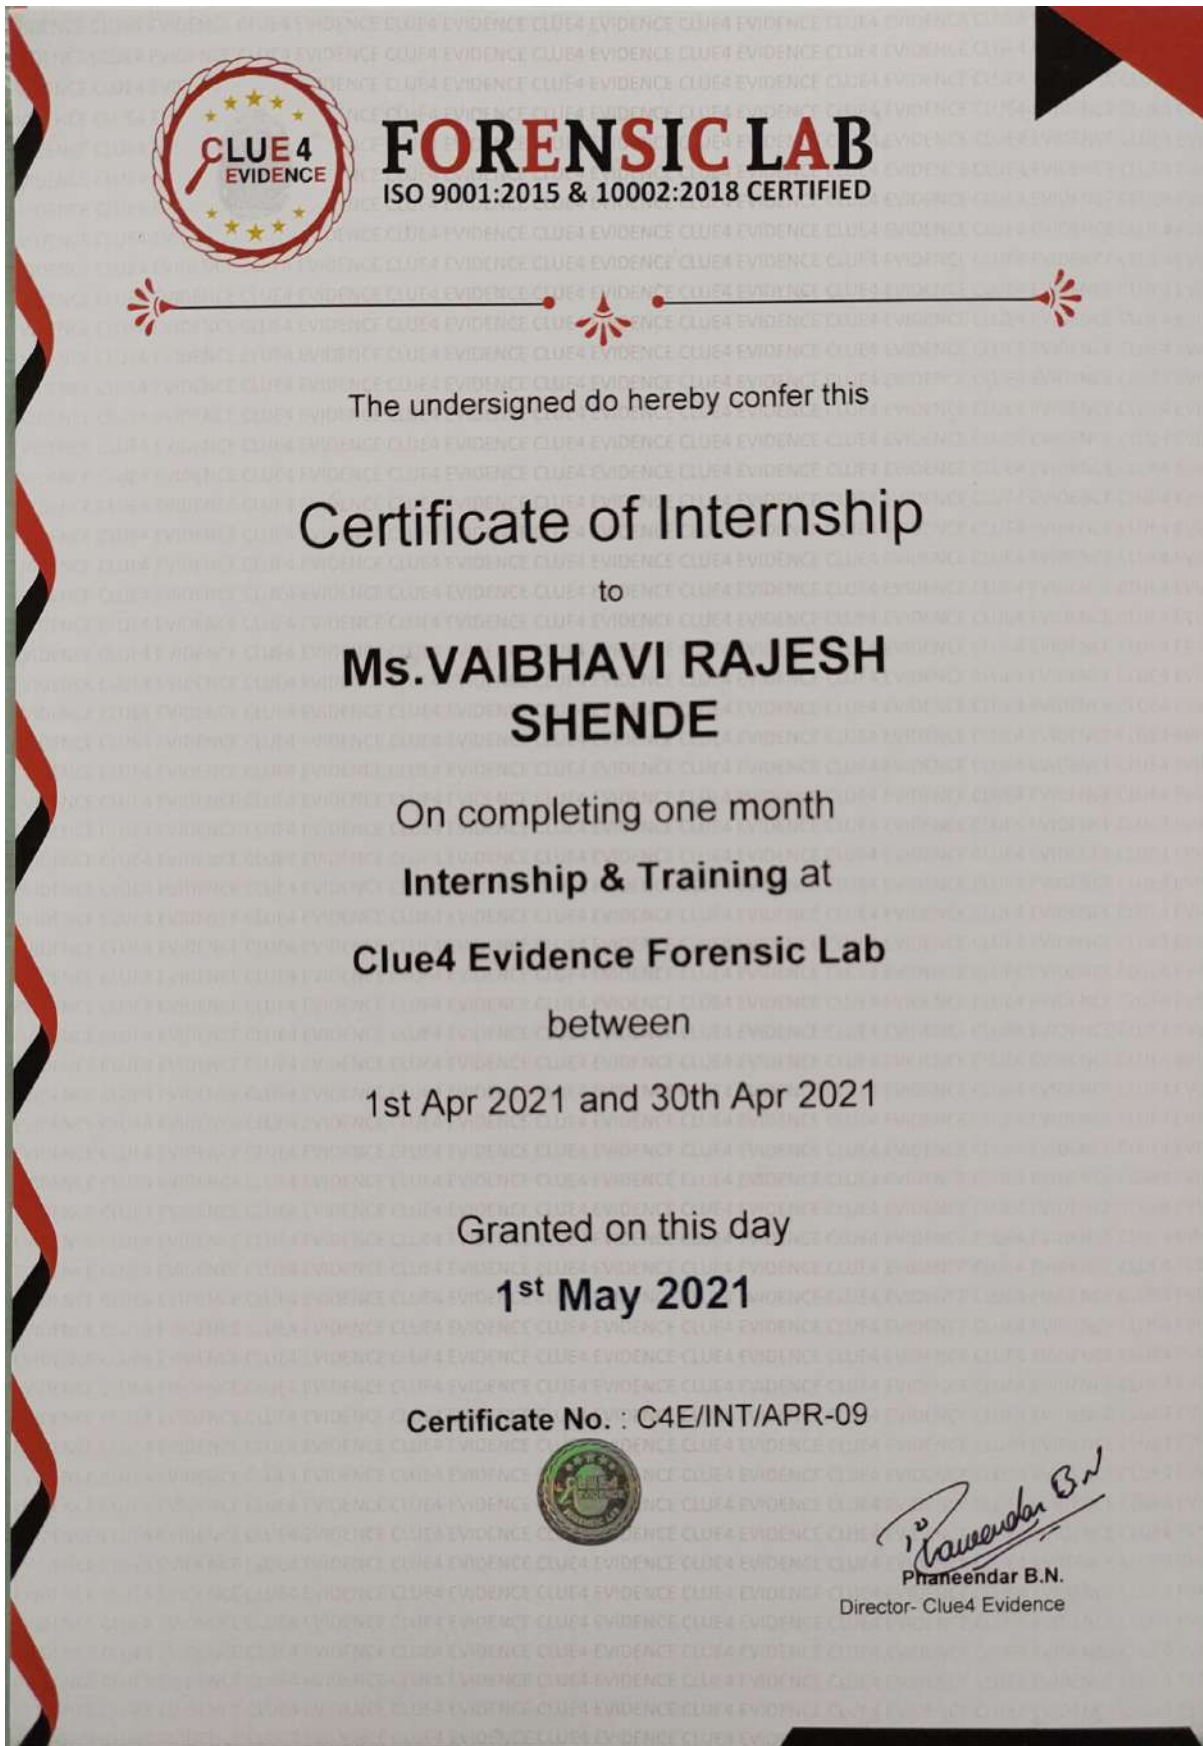 CLUE 4
EVIDENCE
FORENSIC LAB
ISO 9001:2015 & 10002:2018 CERTIFIED
The undersigned do hereby confer this
Certificate of Internship
to
Ms.VAIBHAVI RAJESH
SHENDE
On completing one month
Internship & Training at
Clue4 Evidence Forensic Lab
between
1st Apr 2021 and 30th Apr 2021
Granted on this day
1st May 2021
Certificate No. : C4E/INT/APR-09
Phaneendar B.N.
Director- Clue4 Evidence